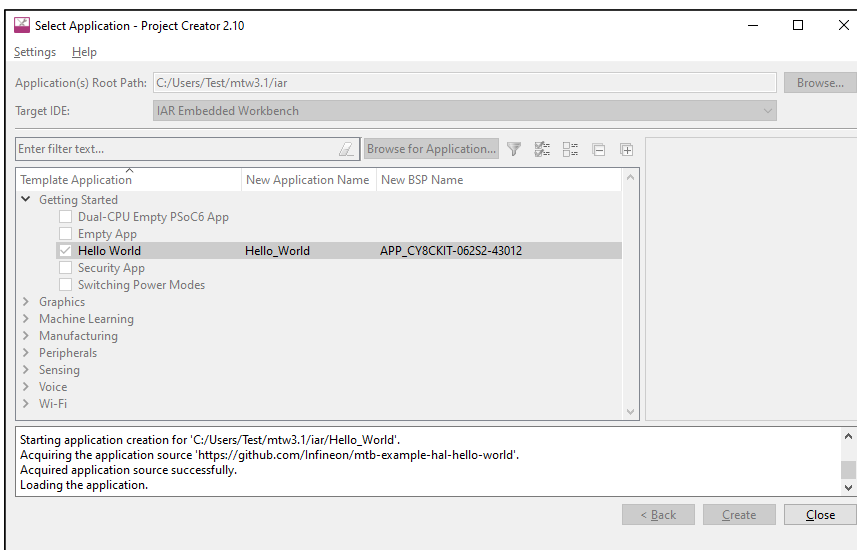 Select Application - Project Creator 2.10
Settings Help
Application(s) Root Path: C:/Users/Test/mtw3.1/iar Browse...
Target IDE: IAR Embedded Workbench
Enter filter text... Browse for Application...
Template Application New Application Name New BSP Name
Getting Started
Dual-CPU Empty PSoC6 App
Empty App
Hello World Hello_World APP_CY8CKIT-062S2-43012
Security App
Switching Power Modes
Graphics
Machine Learning
Manufacturing
Peripherals
Sensing
Voice
Wi-Fi
Starting application creation for 'C:/Users/Test/mtw3.1/iar/Hello_World'.
Acquiring the application source 'https://github.com/Infineon/mtb-example-hal-hello-world'.
Acquired application source successfully.
Loading the application.
< Back Create Close